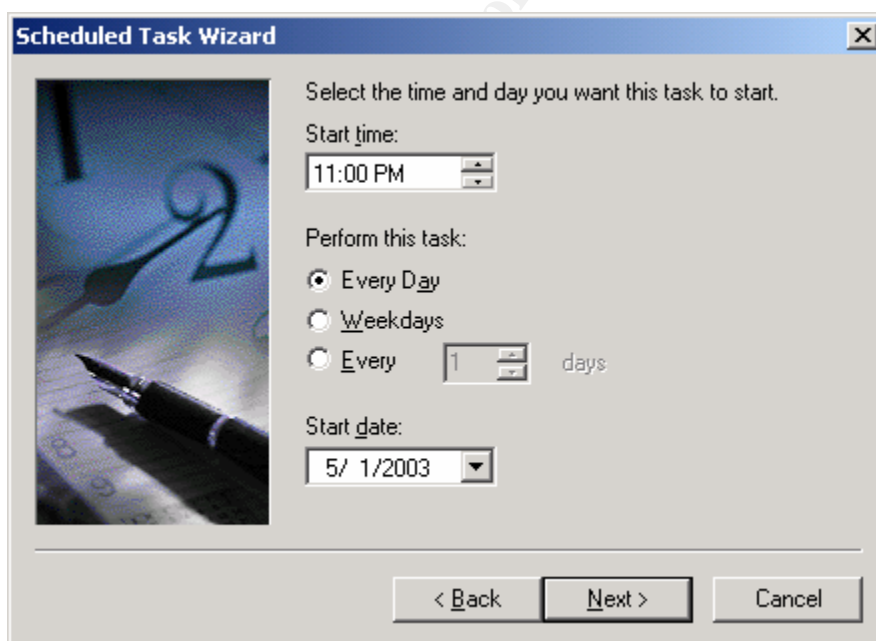 Scheduled Task Wizard
Select the time and day you want this task to start.
Start time:
11:00 PM
Perform this task:
Every Day
Weekdays
Every 1 days
Start date:
5/ 1/2003
< Back Next > Cancel